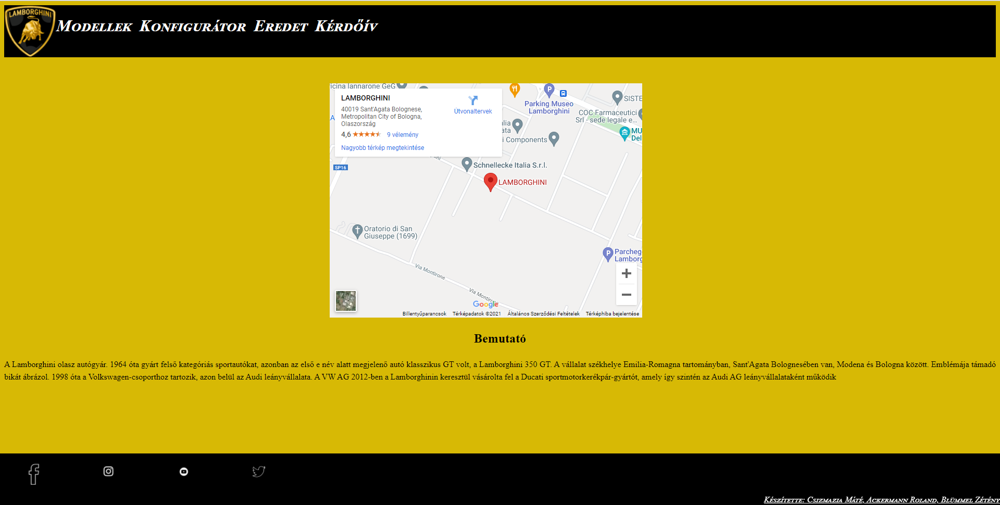 LAMBORGHINI
Modellek Konfigurátor Eredet Kérdőív
icina Iannarone GeG
LAMBORGHINI
40019 Sant'Agata Bolognese,
Metropolitan City of Bologna,
Olaszország
4,6 9 vélemény
Nagyobb térkép megtekintése
Útvonaltervek
P
Parking Museo
Lamborghini
SISTE
COC Farmaceutici
Srl - sede legale e...
MU
Del
i Components
Schnellecke Italia S.r.l.
SP16
LAMBORGHINI
Oratorio di San
Giuseppe (1699)
P
Parcheg
Lamborg
Via Montirone
Via Montirone
Google
Billentyűparancsok Térképadatok ©2021 Általános Szerződési Feltételek Térképhiba bejelentése
Bemutató
A Lamborghini olasz autógyár. 1964 óta gyárt felső kategóriás sportautókat, azonban az első e név alatt megjelenő autó klasszikus GT volt, a Lamborghini 350 GT. A vállalat székhelye Emilia-Romagna tartományban, Sant'Agata Bolognesében van, Modena és Bologna között. Emblémája támadó
bikát ábrázol. 1998 óta a Volkswagen-csoporthoz tartozik, azon belül az Audi leányvállalata. A VW AG 2012-ben a Lamborghinin keresztül vásárolta fel a Ducati sportmotorkerékpár-gyártót, amely így szintén az Audi AG leányvállalataként működik
Készítette: Csizmazia Máté, Ackermann Roland, Blümmel Zétény